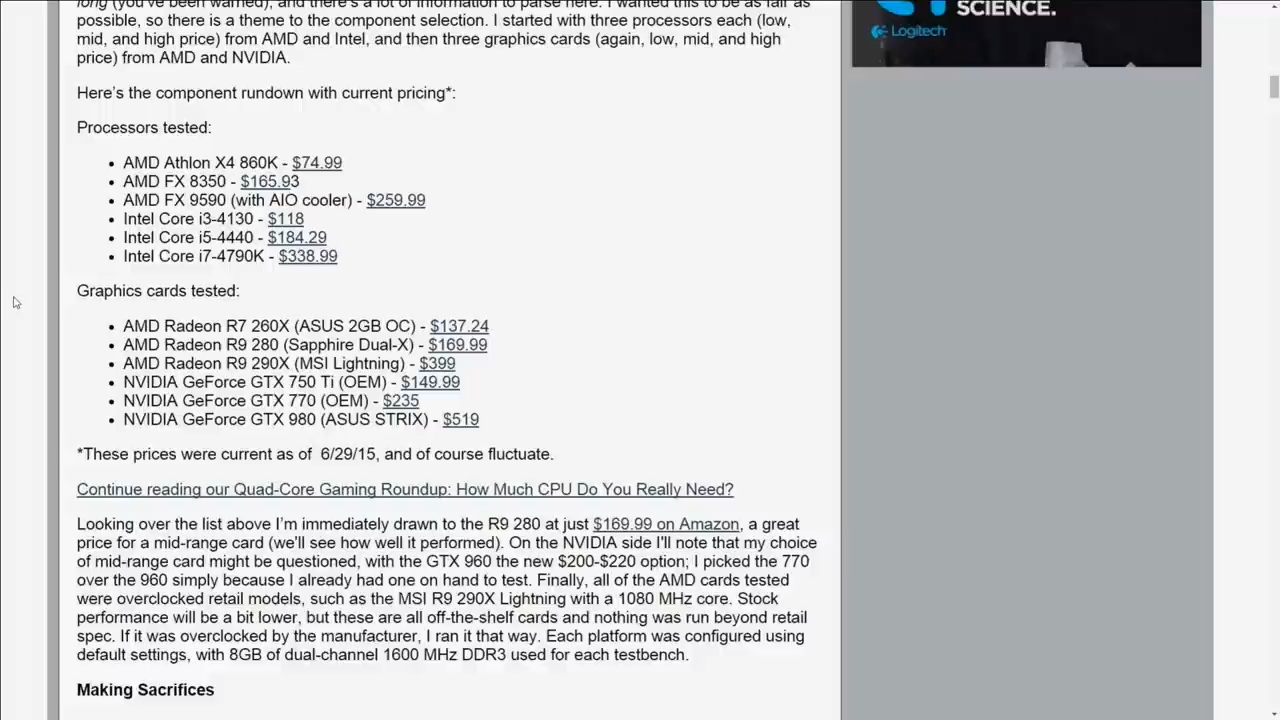 long (you've been warned), and there's a lot of information to parse here. I wanted this to be as fair as
possible, so there is a theme to the component selection. I started with three processors each (low,
mid, and high price) from AMD and Intel, and then three graphics cards (again, low, mid, and high
price) from AMD and NVIDIA.
Here's the component rundown with current pricing*:
Processors tested:
• AMD Athlon X4 860K - $74.99
• AMD FX 8350 - $165.93
• AMD FX 9590 (with AIO cooler) - $259.99
• Intel Core i3-4130 - $118
• Intel Core i5-4440 - $184.29
• Intel Core i7-4790K - $338.99
Graphics cards tested:
• AMD Radeon R7 260X (ASUS 2GB OC) - $137.24
• AMD Radeon R9 280 (Sapphire Dual-X) - $169.99
• AMD Radeon R9 290X (MSI Lightning) - $399
• NVIDIA GeForce GTX 750 Ti (OEM) - $149.99
• NVIDIA GeForce GTX 770 (OEM) - $235
• NVIDIA GeForce GTX 980 (ASUS STRIX) - $519
*These prices were current as of  6/29/15, and of course fluctuate.
Continue reading our Quad-Core Gaming Roundup: How Much CPU Do You Really Need?
Looking over the list above I'm immediately drawn to the R9 280 at just $169.99 on Amazon, a great
price for a mid-range card (we'll see how well it performed). On the NVIDIA side I'll note that my choice
of mid-range card might be questioned, with the GTX 960 the new $200-$220 option; I picked the 770
over the 960 simply because I already had one on hand to test. Finally, all of the AMD cards tested
were overclocked retail models, such as the MSI R9 290X Lightning with a 1080 MHz core. Stock
performance will be a bit lower, but these are all off-the-shelf cards and nothing was run beyond retail
spec. If it was overclocked by the manufacturer, I ran it that way. Each platform was configured using
default settings, with 8GB of dual-channel 1600 MHz DDR3 used for each testbench.
Making Sacrifices
SCIENCE.
Logitech